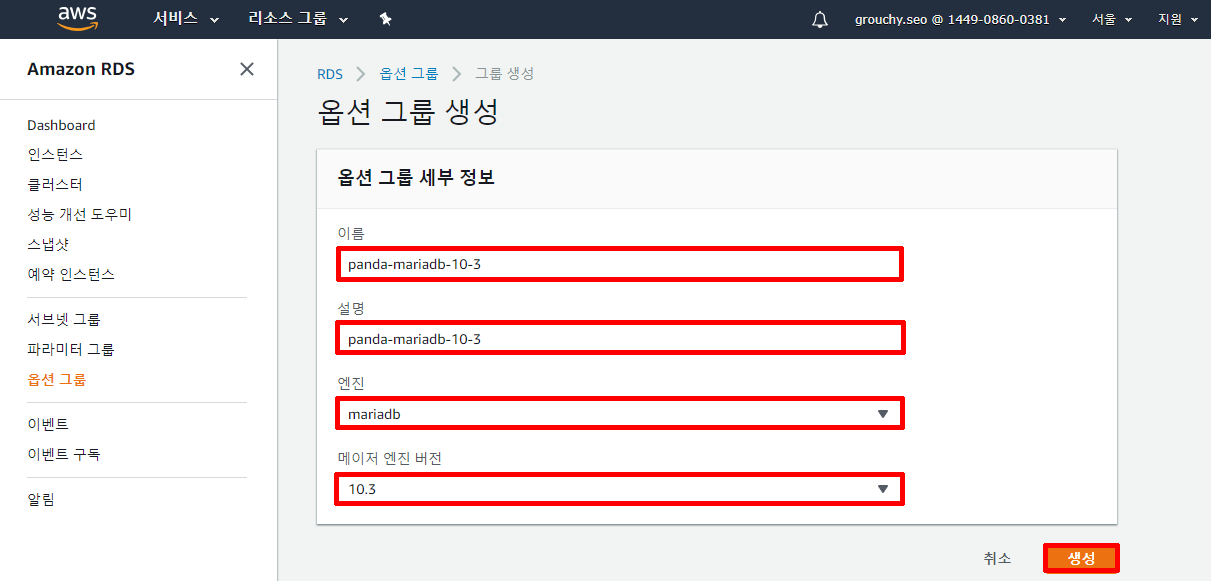 aws 서비스 리소스 그룹 grouchy.seo @ 1449-0860-0381 서울 지원
Amazon RDS
Dashboard
인스턴스
클러스터
성능 개선 도우미
스냅샷
예약 인스턴스
서브넷 그룹
파라미터 그룹
옵션 그룹
이벤트
이벤트 구독
알림
RDS 옵션 그룹 그룹 생성
옵션 그룹 생성
옵션 그룹 세부 정보
이름
panda-mariadb-10-3
설명
panda-mariadb-10-3
엔진
mariadb
메이저 엔진 버전
10.3
취소 생성